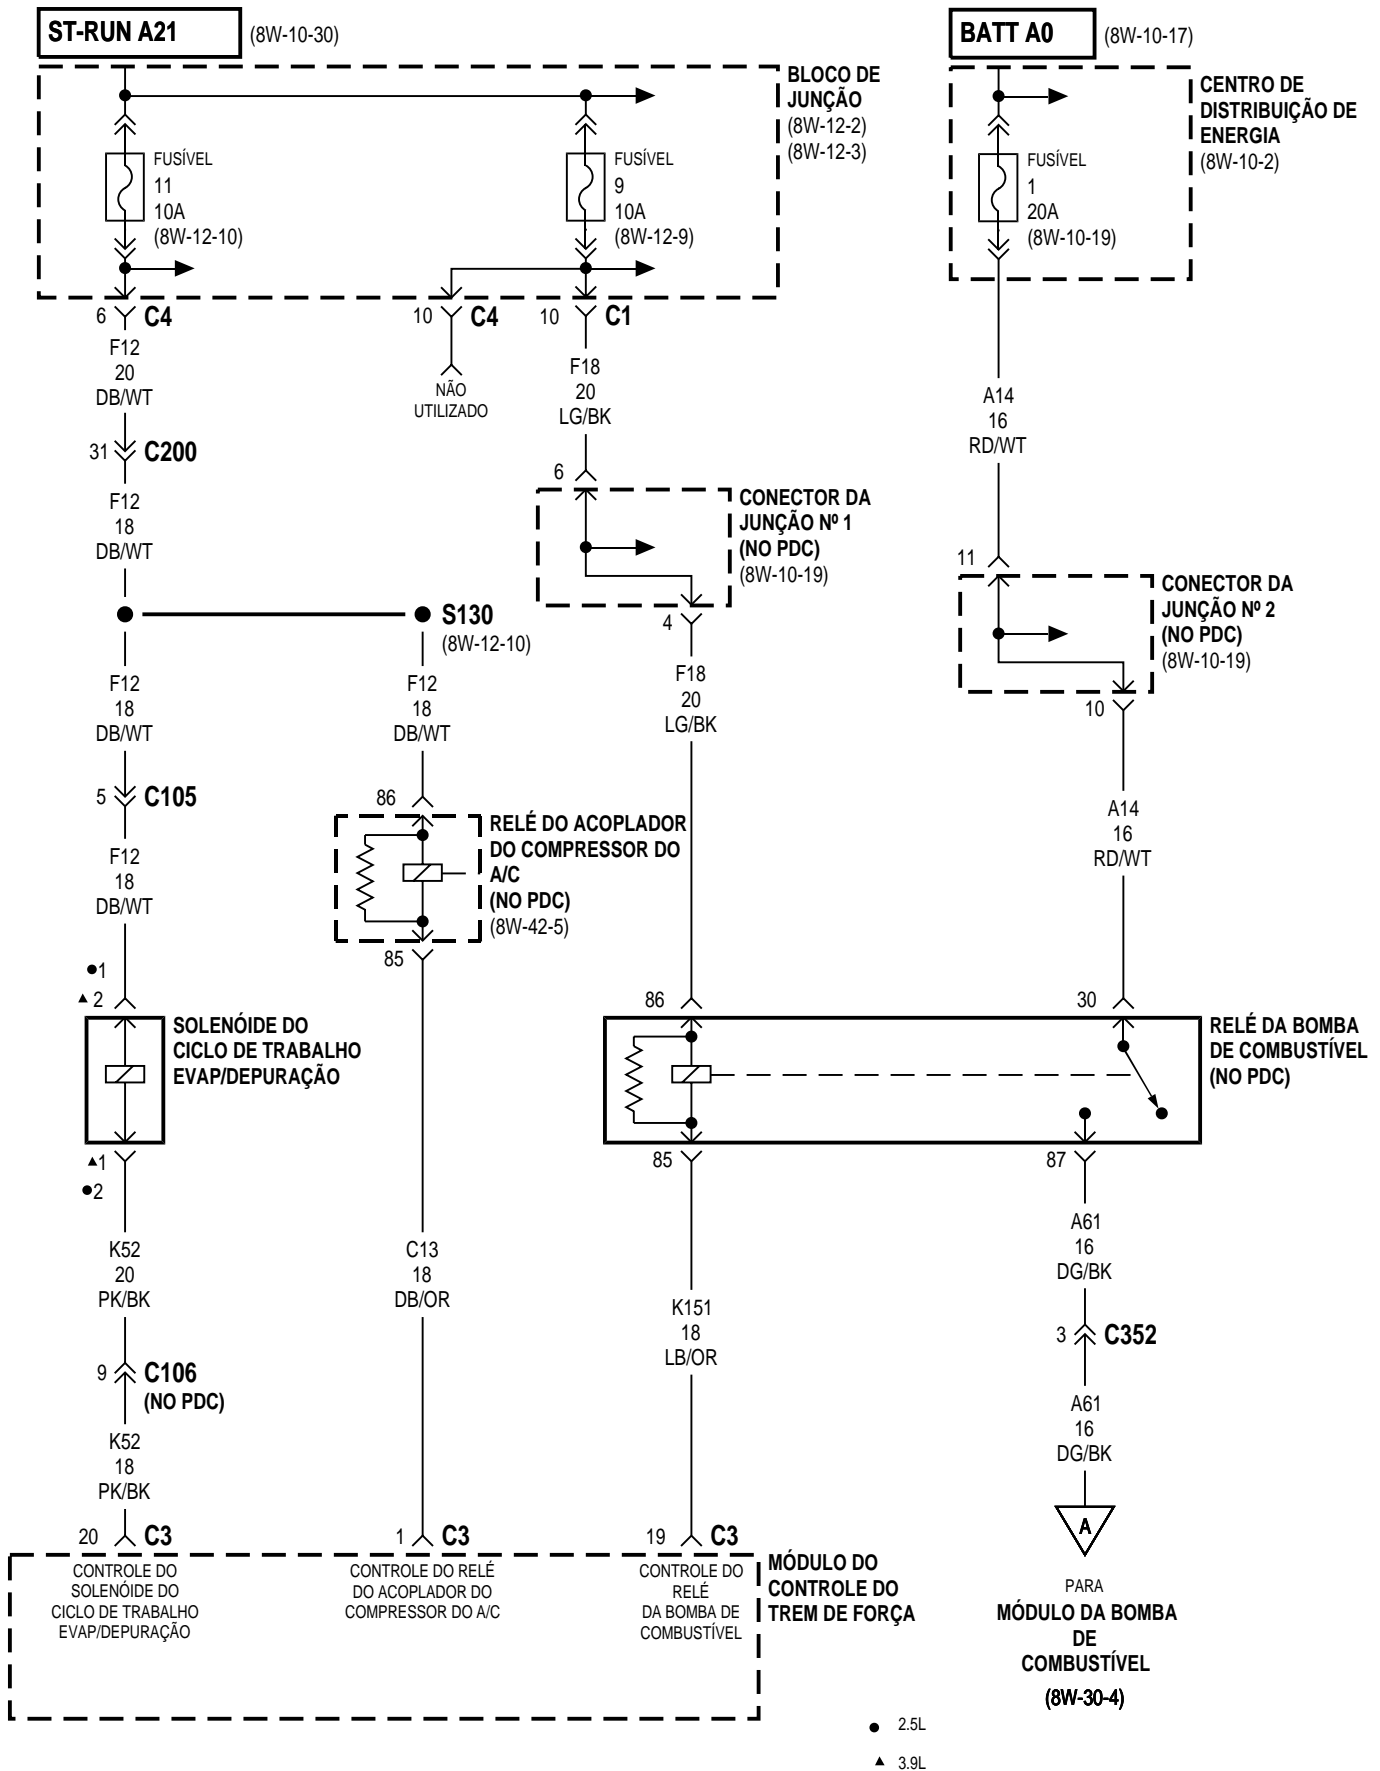 ST-RUN A21
(8W-10-30)
BATT A0
(8W-10-17)
BLOCO DE
JUNÇÃO
(8W-12-2)
(8W-12-3)
CENTRO DE
DISTRIBUIÇÃO DE
ENERGIA
(8W-10-2)
FUSÍVEL
11
10A
(8W-12-10)
FUSÍVEL
9
10A
(8W-12-9)
FUSÍVEL
1
20A
(8W-10-19)
6
C4
10
C4
10
C1
F12
20
DB/WT
NÃO
UTILIZADO
F18
20
LG/BK
A14
16
RD/WT
31
C200
6
F12
18
DB/WT
CONECTOR DA
JUNÇÃO Nº 1
(NO PDC)
(8W-10-19)
11
CONECTOR DA
JUNÇÃO Nº 2
(NO PDC)
(8W-10-19)
S130
(8W-12-10)
4
F12
18
DB/WT
F12
18
DB/WT
F18
20
LG/BK
10
5
C105
86
A14
16
RD/WT
RELÉ DO ACOPLADOR
DO COMPRESSOR DO
A/C
(NO PDC)
(8W-42-5)
F12
18
DB/WT
85
●1
▲2
86
30
SOLENÓIDE DO
CICLO DE TRABALHO
EVAP/DEPURAÇÃO
RELÉ DA BOMBA
DE COMBUSTÍVEL
(NO PDC)
▲1
●2
85
87
K52
20
PK/BK
C13
18
DB/OR
K151
18
LB/OR
A61
16
DG/BK
9
C106
(NO PDC)
3
C352
K52
18
PK/BK
A61
16
DG/BK
20
C3
1
C3
19
C3
A
CONTROLE DO
SOLENÓIDE DO
CICLO DE TRABALHO
EVAP/DEPURAÇÃO
CONTROLE DO RELÉ
DO ACOPLADOR DO
COMPRESSOR DO A/C
CONTROLE DO
RELÉ
DA BOMBA DE
COMBUSTÍVEL
MÓDULO DO
CONTROLE DO
TREM DE FORÇA
PARA
MÓDULO DA BOMBA
DE
COMBUSTÍVEL
(8W-30-4)
● 2.5L
▲ 3.9L